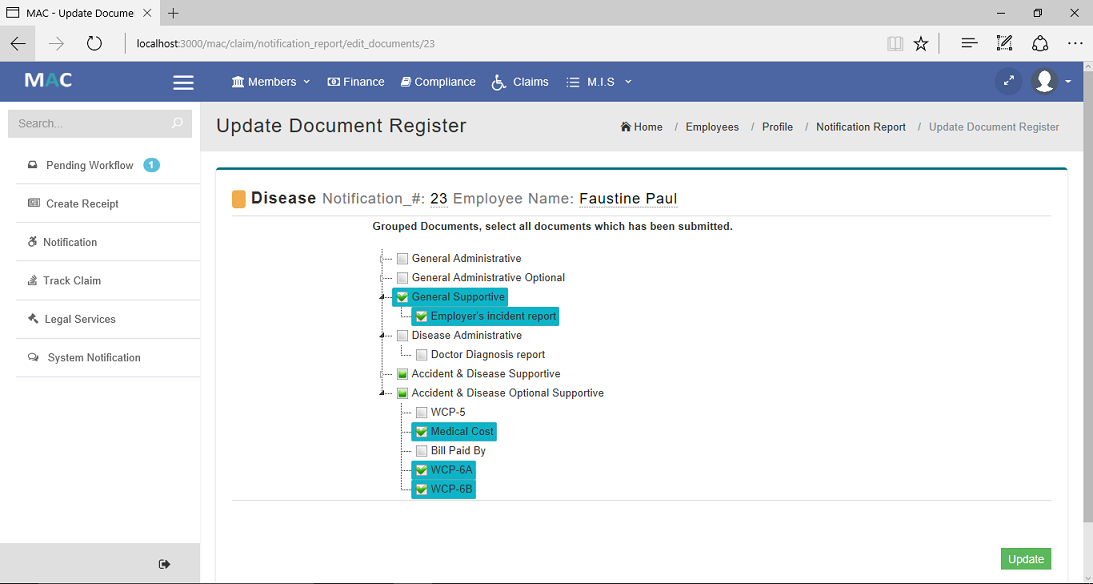 MAC - Update Docume
localhost:3000/mac/claim/notification_report/edit_documents/23
MAC
Members
Finance
Compliance
Claims
M.I.S
Search...
Update Document Register
Home / Employees / Profile / Notification Report / Update Document Register
Pending Workflow 1
Create Receipt
Notification
Track Claim
Legal Services
System Notification
Disease Notification_#: 23 Employee Name: Faustine Paul
Grouped Documents, select all documents which has been submitted.
General Administrative
General Administrative Optional
General Supportive
Employer's incident report
Disease Administrative
Doctor Diagnosis report
Accident & Disease Supportive
Accident & Disease Optional Supportive
WCP-5
Medical Cost
Bill Paid By
WCP-6A
WCP-6B
Update